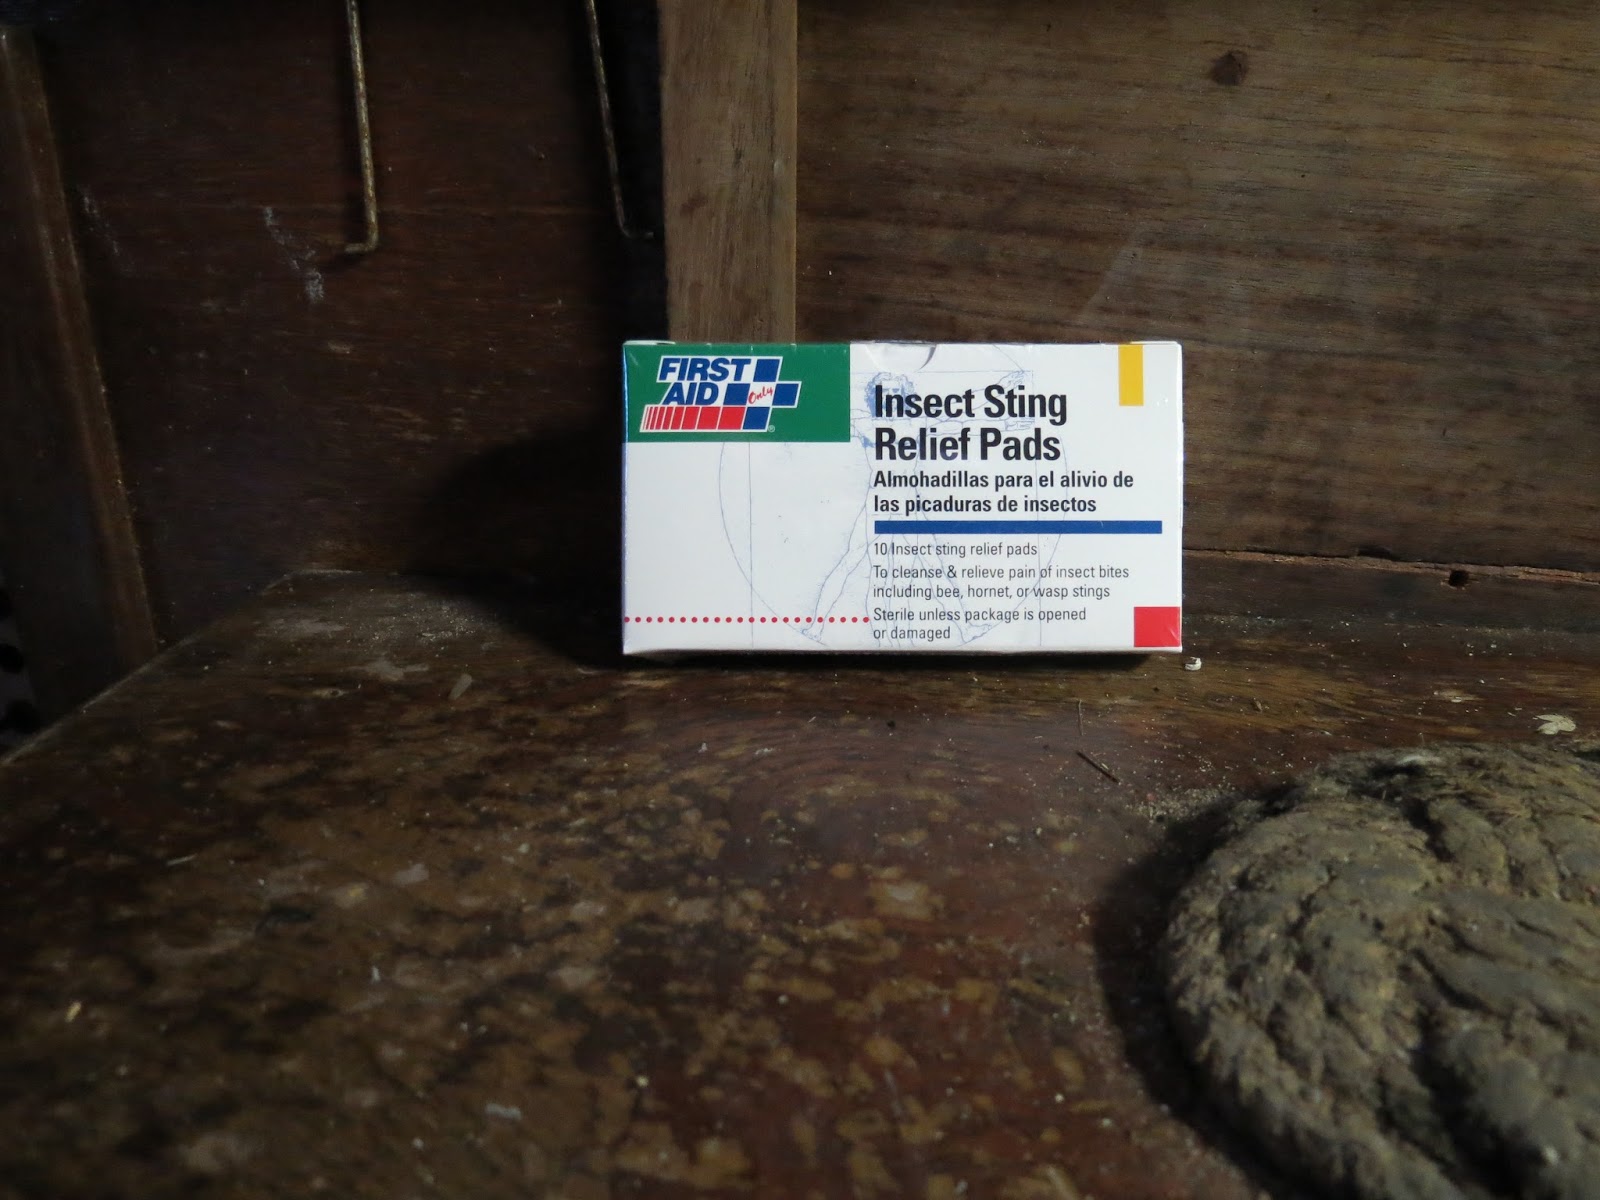 FIRST
AID Only®
Insect Sting
Relief Pads
Almohadillas para el alivio de
las picaduras de insectos
10 Insect sting relief pads
To cleanse & relieve pain of insect bites
including bee, hornet, or wasp stings
Sterile unless package is opened
or damaged